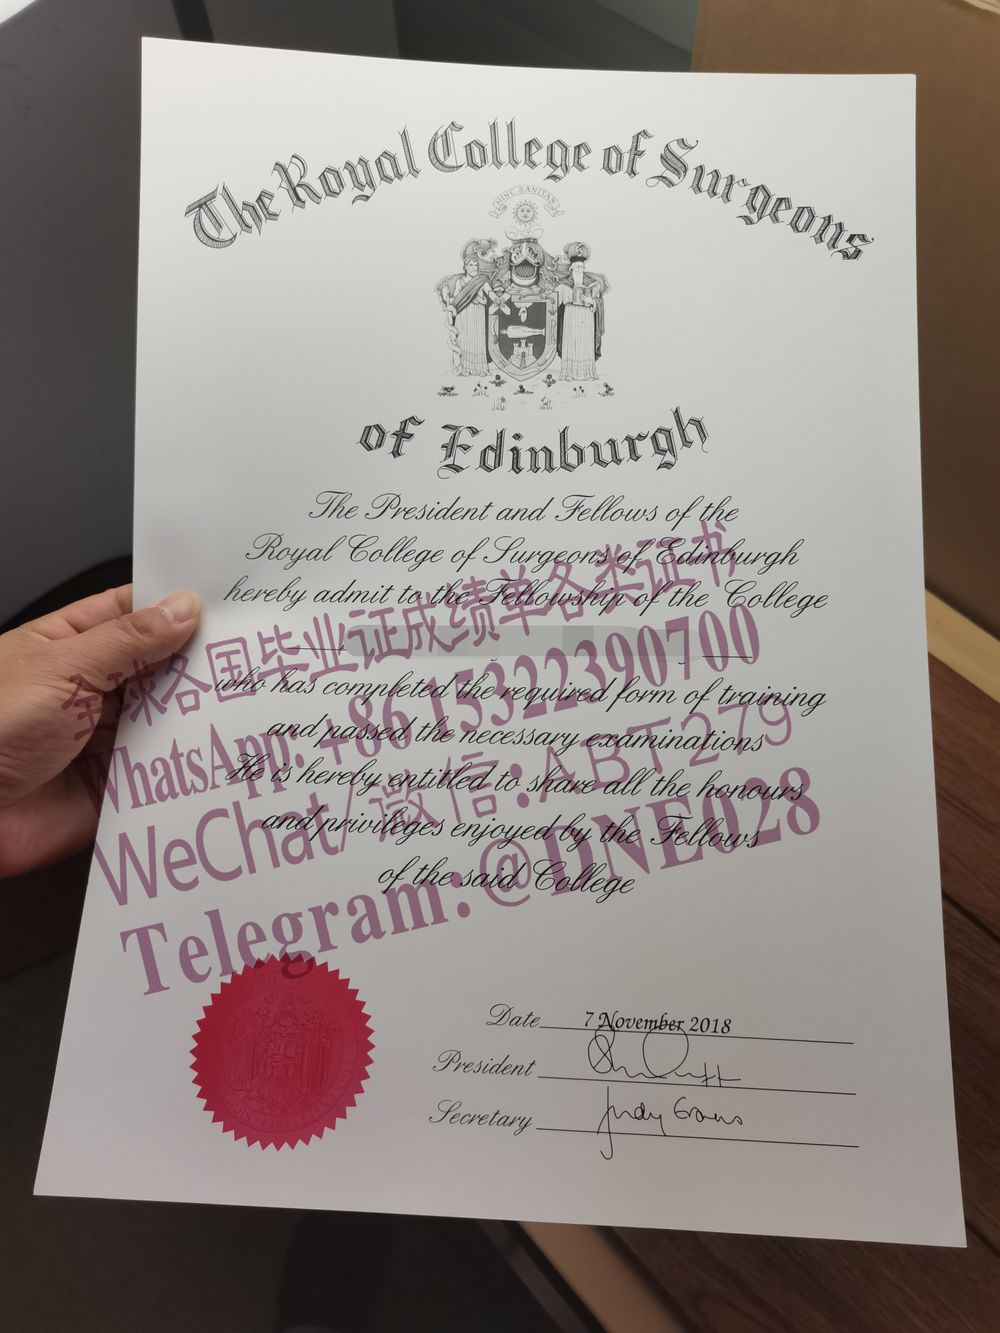 The Royal College of Surgeons
HINC SANITAS
of Edinburgh
The President and Fellows of the
Royal College of Surgeons of Edinburgh
hereby admit to the Fellowship of the College
who has completed the required form of training
and passed the necessary examinations
He is hereby entitled to share all the honours
and privileges enjoyed by the Fellows
of the said College
全球各国毕业证成绩单各类证书
WhatsApp: +86 15322390700
WeChat/微信:ABT279
Telegram:@DNE028
Date 7 November 2018
President
Secretary Judy Evans